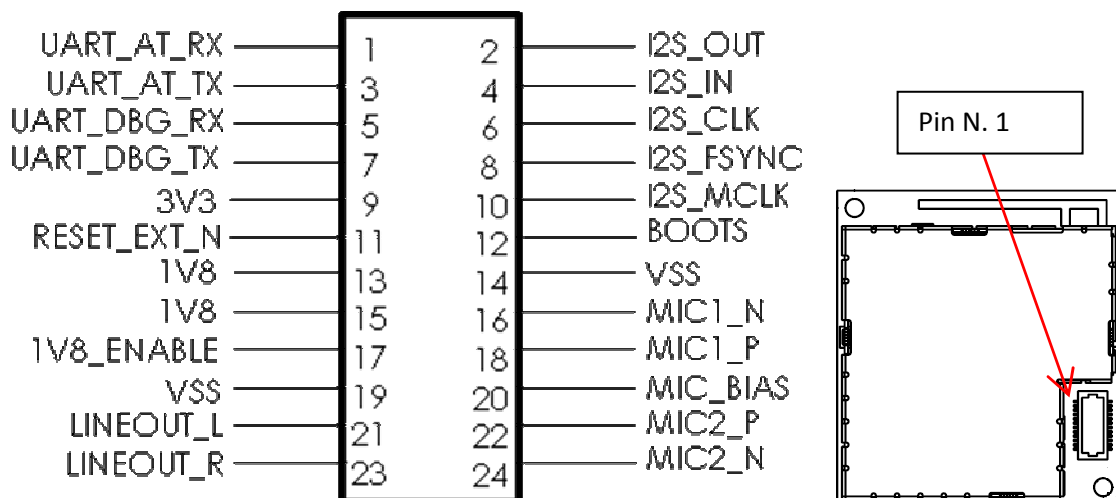 UART_AT_RX 1 2 I2S_OUT
UART_AT_TX 3 4 I2S_IN
UART_DBG_RX 5 6 I2S_CLK
UART_DBG_TX 7 8 I2S_FSYNC
3V3 9 10 I2S_MCLK
RESET_EXT_N 11 12 BOOTS
1V8 13 14 VSS
1V8 15 16 MIC1_N
1V8_ENABLE 17 18 MIC1_P
VSS 19 20 MIC_BIAS
LINEOUT_L 21 22 MIC2_P
LINEOUT_R 23 24 MIC2_N
Pin N. 1